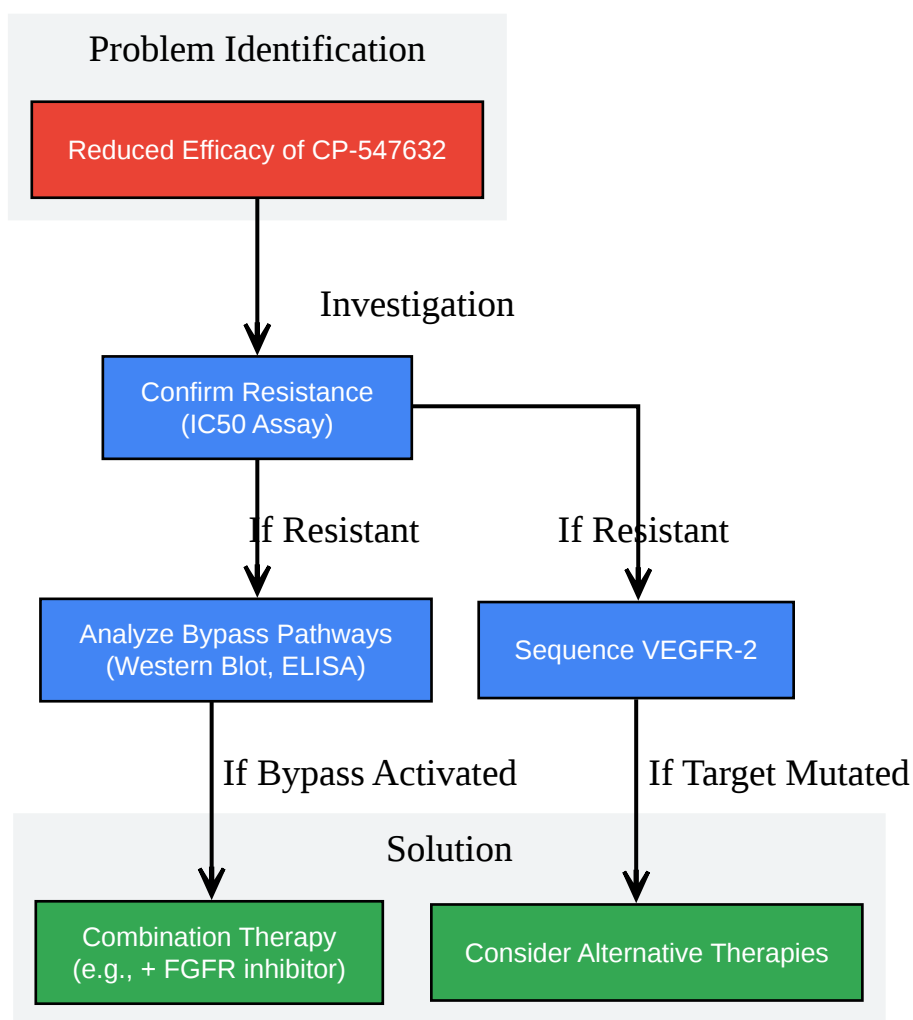 Problem Identification
Reduced Efficacy of CP-547632
Investigation
Confirm Resistance
(IC50 Assay)
If Resistant
If Resistant
Analyze Bypass Pathways
(Western Blot, ELISA)
Sequence VEGFR-2
If Bypass Activated
If Target Mutated
Solution
Combination Therapy
(e.g., + FGFR inhibitor)
Consider Alternative Therapies